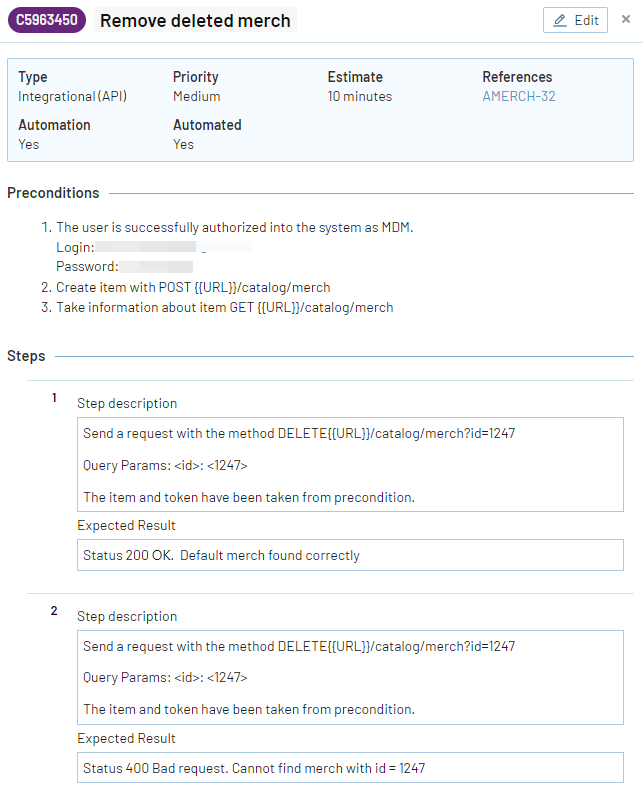 C5963450 Remove deleted merch Edit ×
Type Priority Estimate References
Integrational (API) Medium 10 minutes AMERCH-32
Automation Automated
Yes Yes
Preconditions
1. The user is successfully authorized into the system as MDM.
Login:
Password:
2. Create item with POST {{URL}}/catalog/merch
3. Take information about item GET {{URL}}/catalog/merch
Steps
1 Step description
Send a request with the method DELETE{{URL}}/catalog/merch?id=1247
Query Params: <id>: <1247>
The item and token have been taken from precondition.
Expected Result
Status 200 OK. Default merch found correctly
2 Step description
Send a request with the method DELETE{{URL}}/catalog/merch?id=1247
Query Params: <id>: <1247>
The item and token have been taken from precondition.
Expected Result
Status 400 Bad request. Cannot find merch with id = 1247